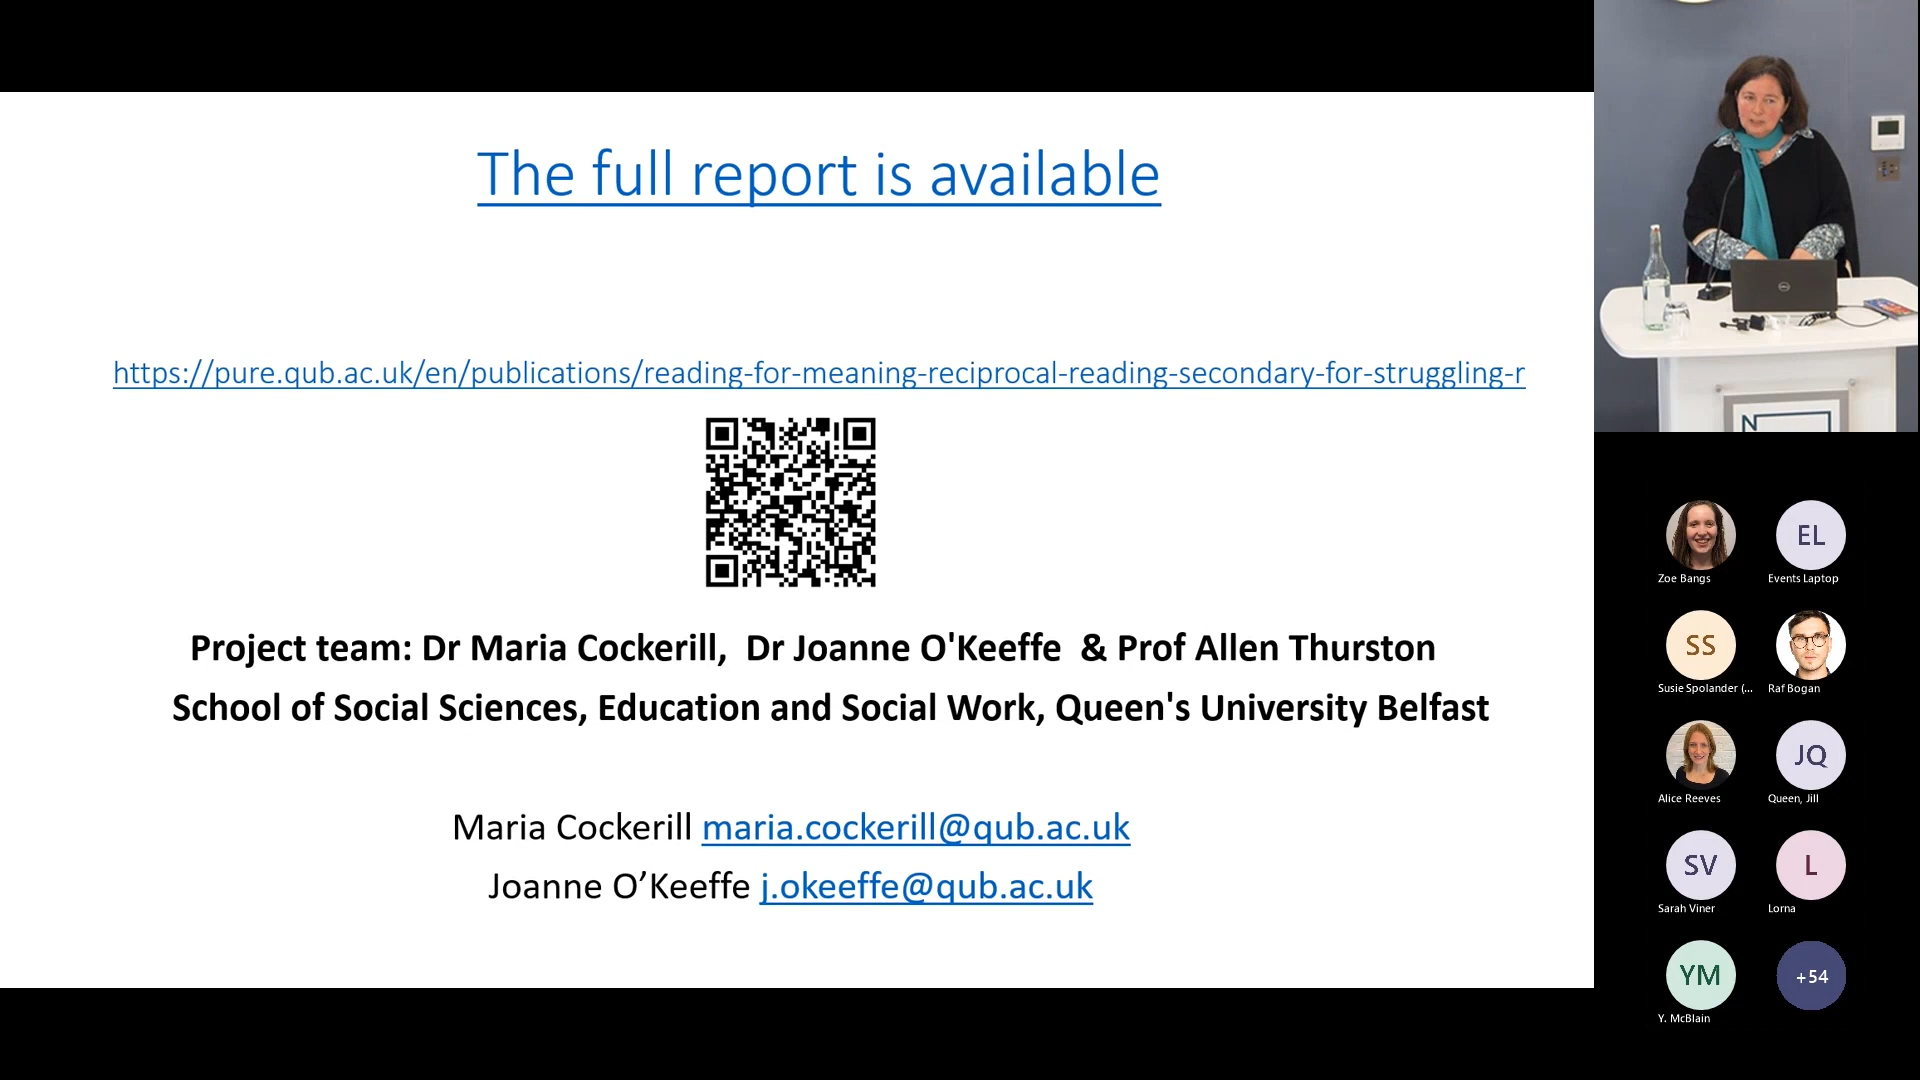 The full report is available
https://pure.qub.ac.uk/en/publications/reading-for-meaning-reciprocal-reading-secondary-for-struggling-r
Project team: Dr Maria Cockerill,  Dr Joanne O'Keeffe  & Prof Allen Thurston
School of Social Sciences, Education and Social Work, Queen's University Belfast
Maria Cockerill maria.cockerill@qub.ac.uk
Joanne O’Keeffe j.okeeffe@qub.ac.uk
N
DELL
EL
Zoe Bangs
Events Laptop
SS
Susie Spolander (...
Raf Bogan
JQ
Alice Reeves
Queen, Jill
SV
L
Sarah Viner
Lorna
YM
+54
Y. McBlain